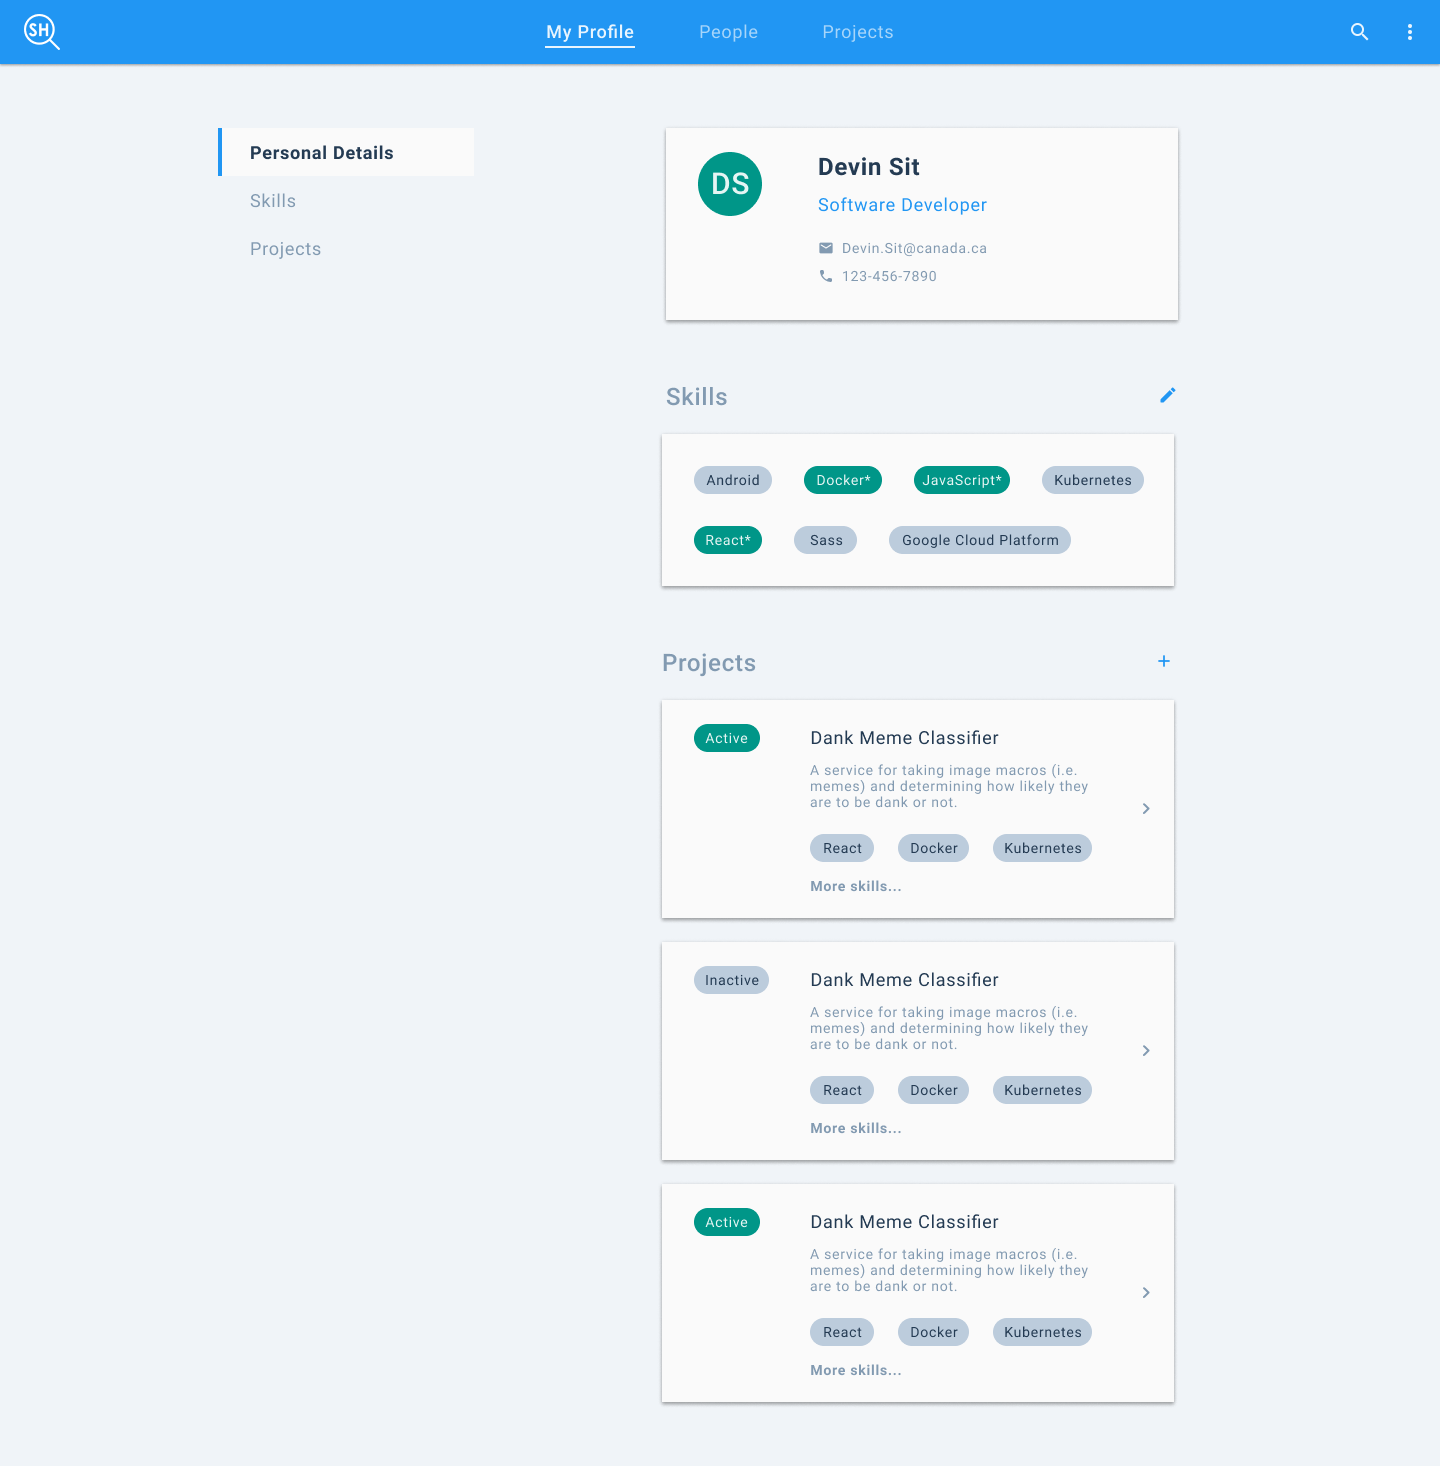 SH
My Profile People Projects
Personal Details
Skills
Projects
DS
Devin Sit
Software Developer
Devin.Sit@canada.ca
123-456-7890
Skills
Android Docker* JavaScript* Kubernetes
React* Sass Google Cloud Platform
Projects
Active
Dank Meme Classifier
A service for taking image macros (i.e.
memes) and determining how likely they
are to be dank or not.
React Docker Kubernetes
More skills...
Inactive
Dank Meme Classifier
A service for taking image macros (i.e.
memes) and determining how likely they
are to be dank or not.
React Docker Kubernetes
More skills...
Active
Dank Meme Classifier
A service for taking image macros (i.e.
memes) and determining how likely they
are to be dank or not.
React Docker Kubernetes
More skills...